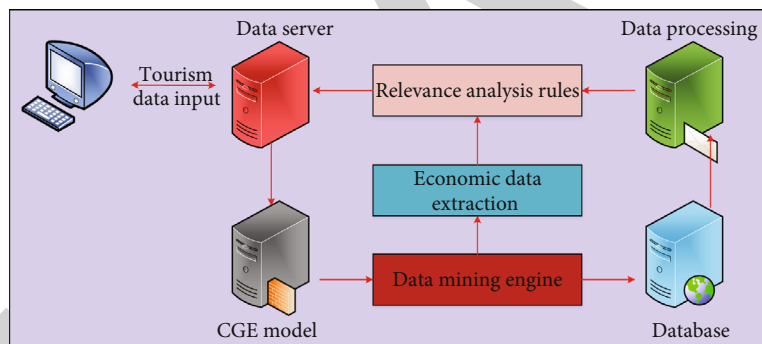 Data server
Data processing
Tourism
data input
Relevance analysis rules
Economic data
extraction
Data mining engine
CGE model
Database